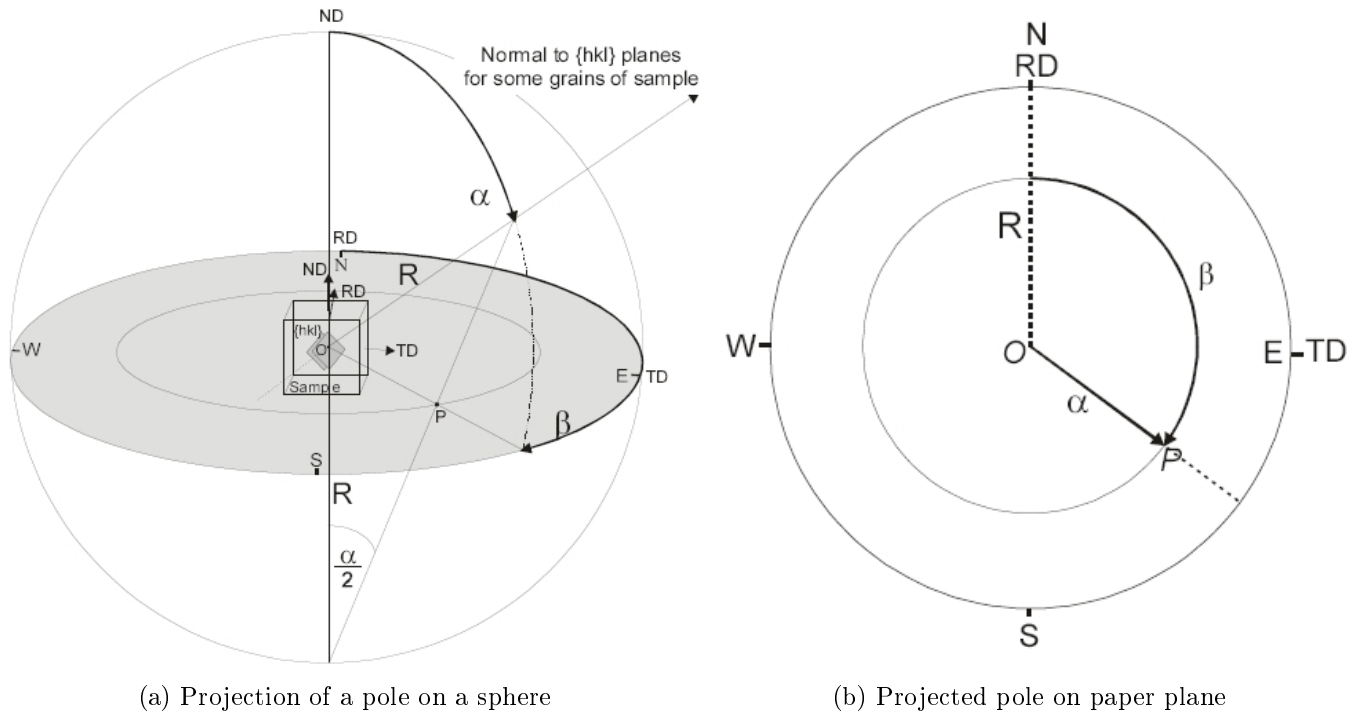 ND
Normal to {hkl} planes
for some grains of sample
α
RD
N
R
ND
RD
{hkl}
O
TD
W
E
TD
Sample
P
β
S
R
α
2
(a) Projection of a pole on a sphere
N
RD
R
β
W
O
E
TD
α
P
S
(b) Projected pole on paper plane